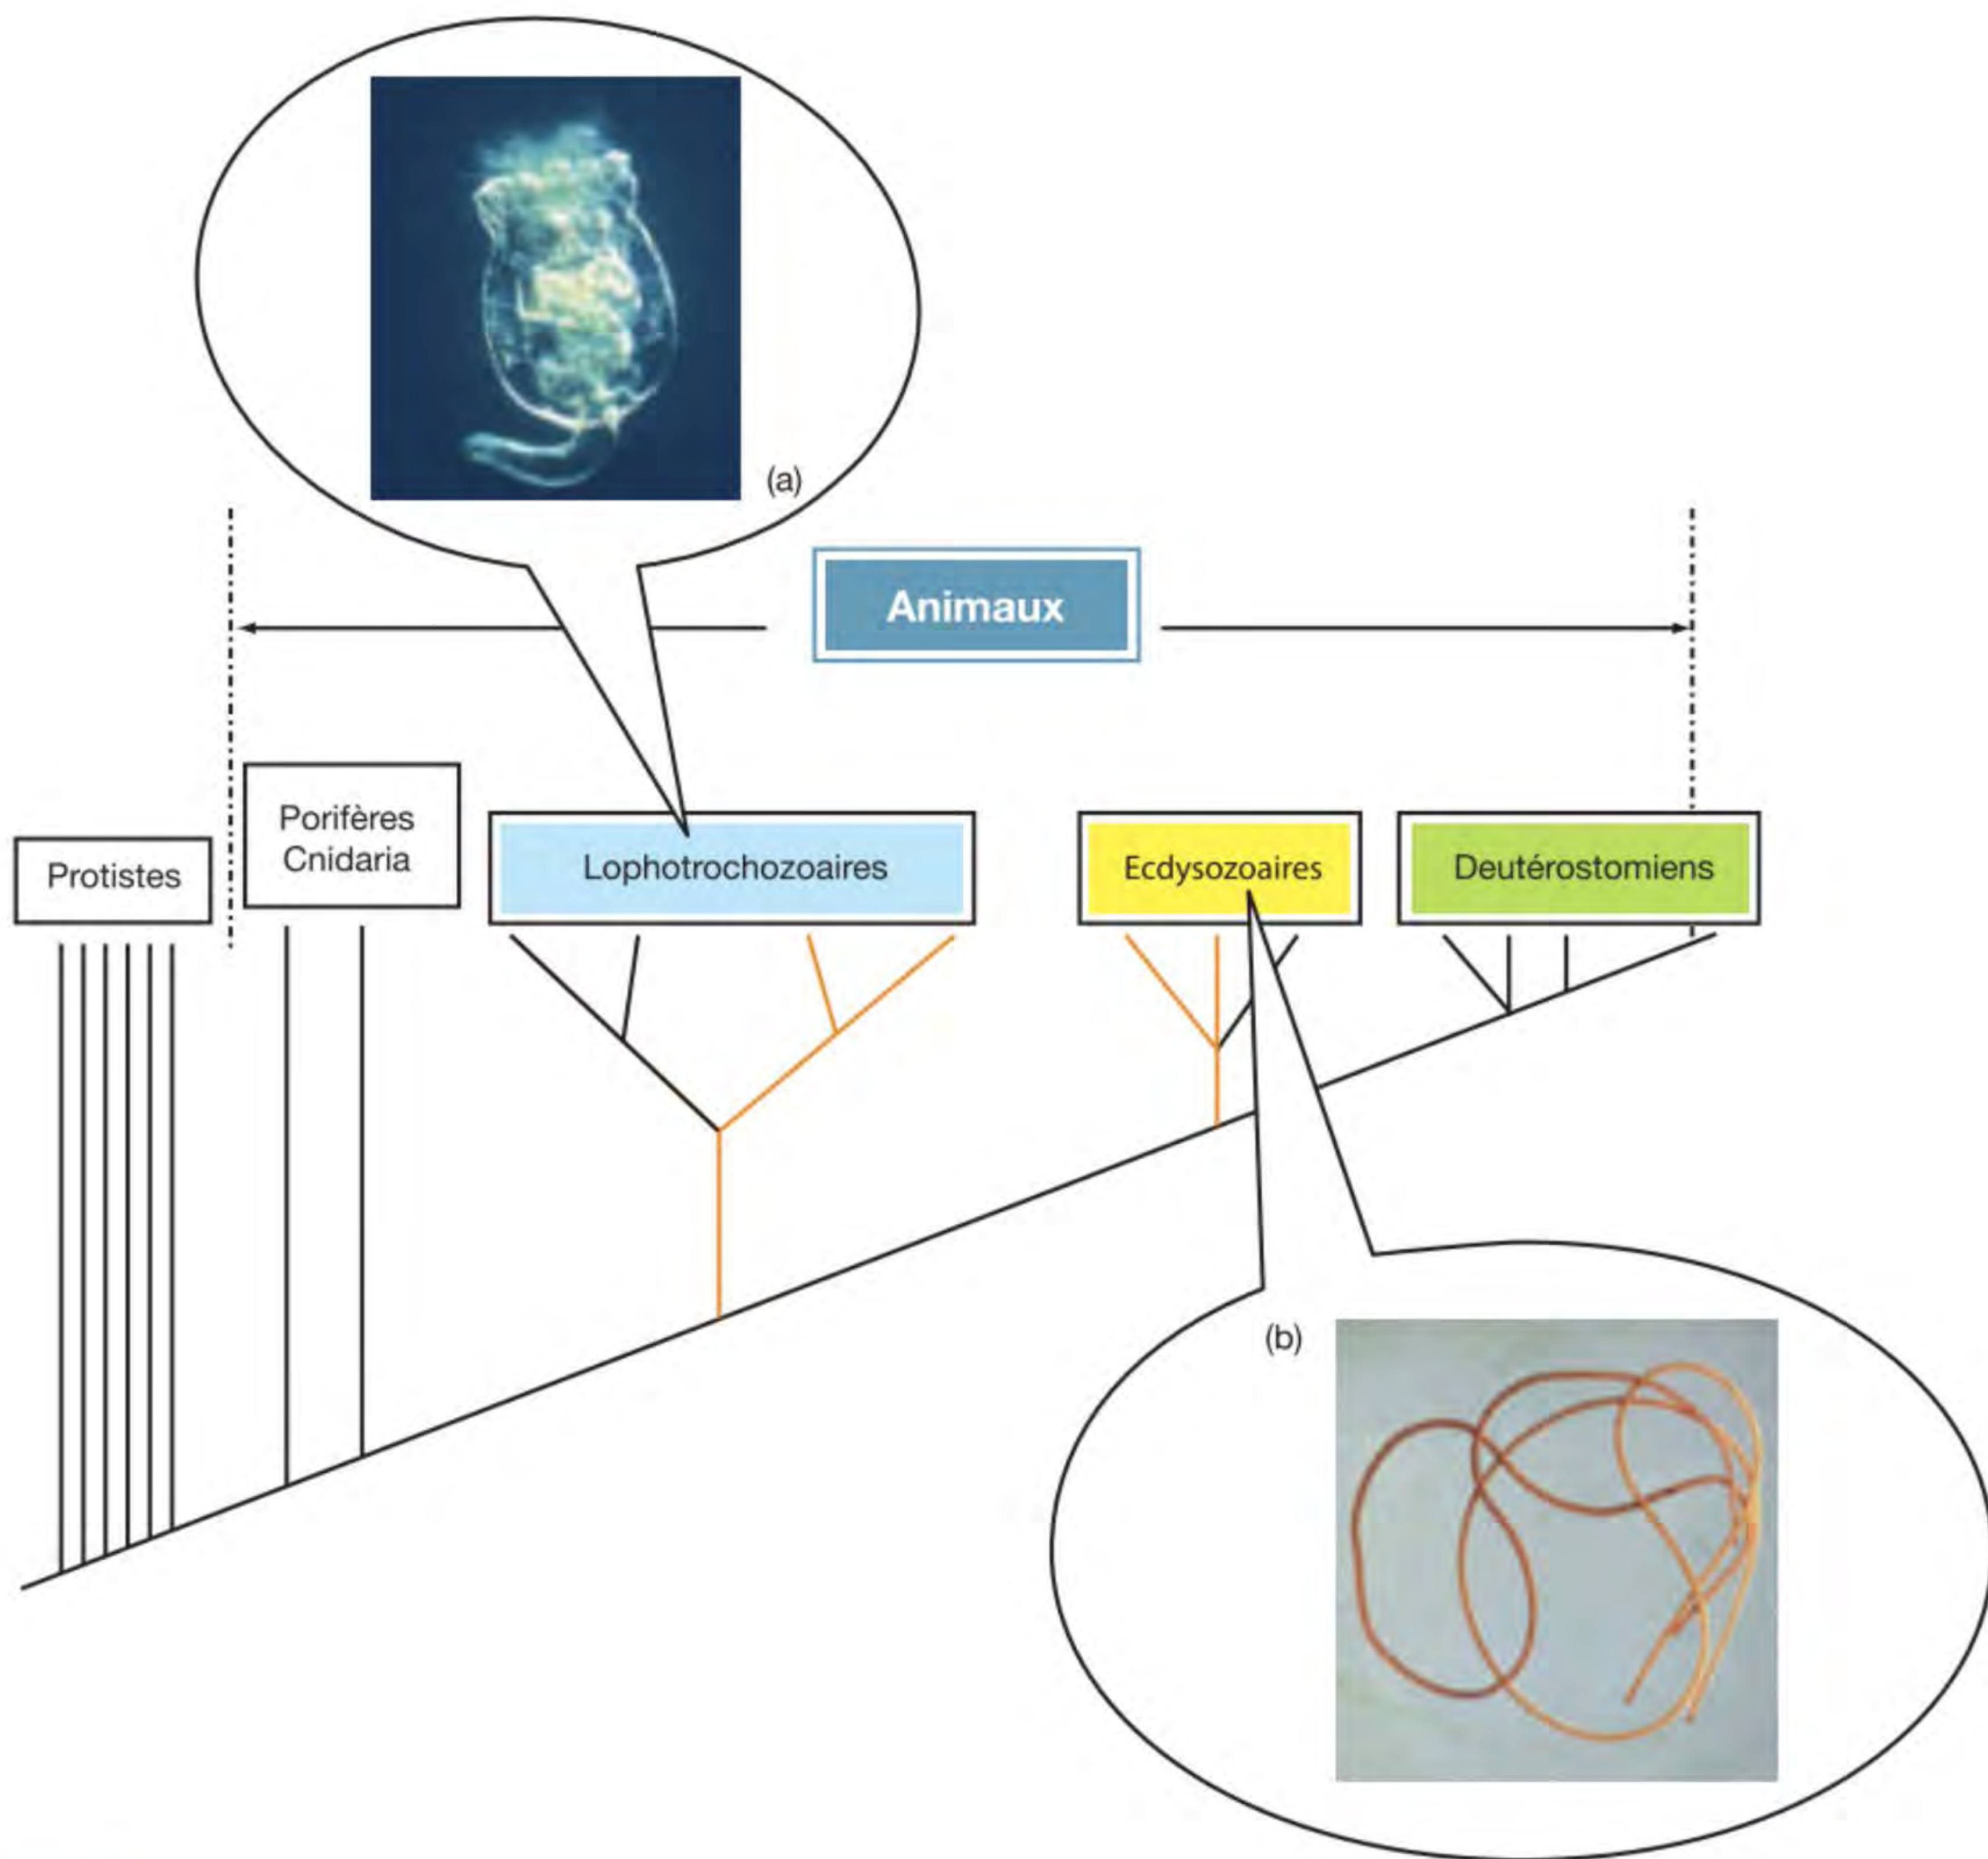 (a)
Animaux
Protistes
Porifères
Cnidaria
Lophotrochozoaires
Ecdysozoaires
Deutérostomiens
(b)